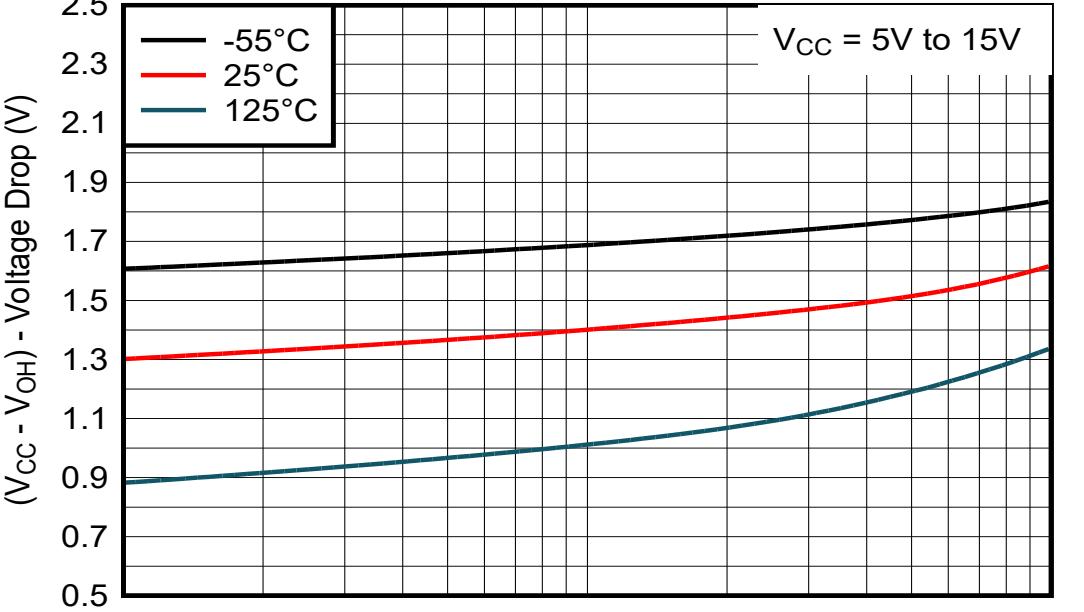 2.5
2.3
2.1
1.9
1.7
1.5
1.3
1.1
0.9
0.7
0.5
(VCC - VOH) - Voltage Drop (V)
-55°C
25°C
125°C
VCC = 5V to 15V